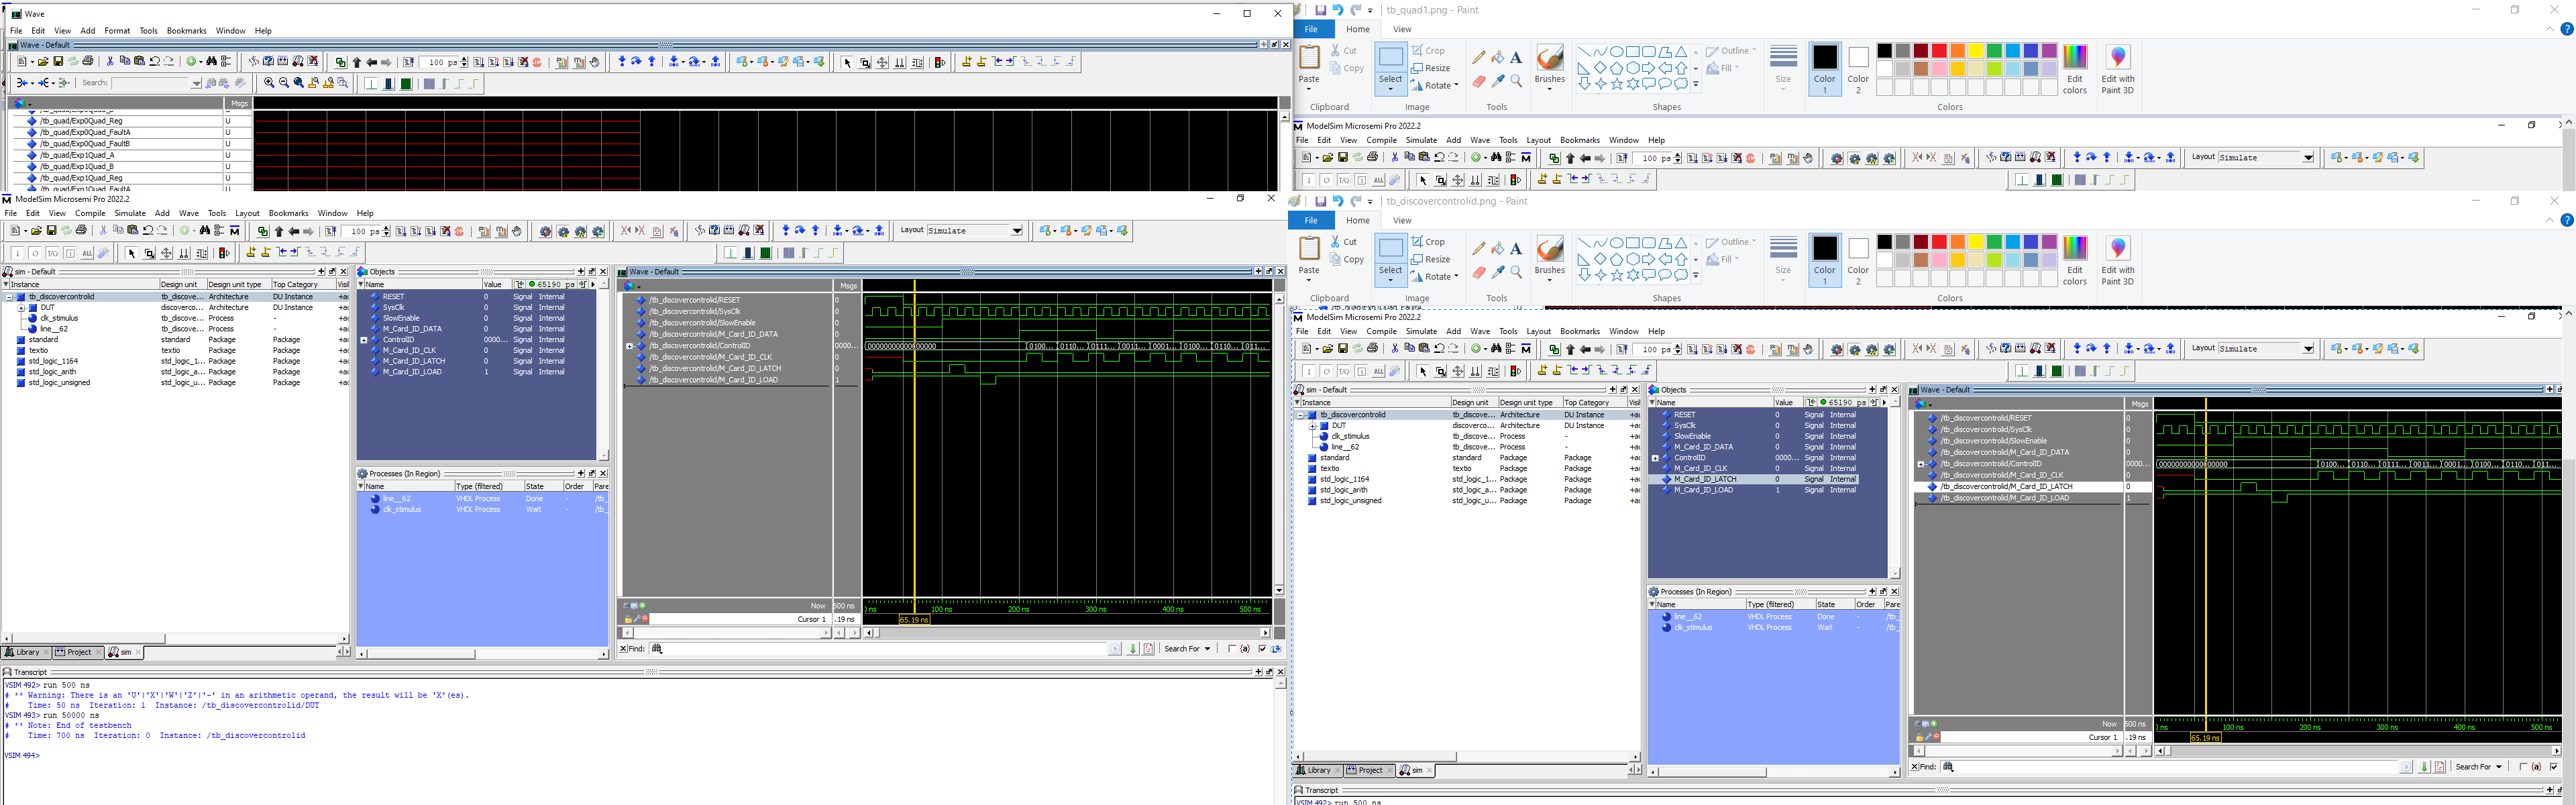 Wave
File Edit View Add Format Tools Bookmarks Window Help
Wave - Default
100 ps
Search:
Msgs
/tb_quad/Exp0Quad_Reg U
/tb_quad/Exp0Quad_FaultA U
/tb_quad/Exp0Quad_FaultB U
/tb_quad/Exp1Quad_A U
/tb_quad/Exp1Quad_B U
/tb_quad/Exp1Quad_Reg U
/tb_quad/Exp1Quad_FaultA U
ModelSim Microsemi Pro 2022.2
File Edit View Compile Simulate Add Wave Tools Layout Bookmarks Window Help
100 ps
Layout Simulate
ALL
sim - Default
Instance Design unit Design unit type Top Category Visi
tb_discovercontrolid tb_discove... Architecture DU Instance +ac
DUT discoverco... Architecture DU Instance +ac
clk_stimulus tb_discove... Process - +ac
line__62 tb_discove... Process - +ac
standard standard Package Package +ac
textio textio Package Package +ac
std_logic_1164 std_logic_1... Package Package +ac
std_logic_arith std_logic_a... Package Package +ac
std_logic_unsigned std_logic_u... Package Package +ac
Library Project sim
Objects
Name Value 65190 ps
RESET 0 Signal Internal
SysClk 0 Signal Internal
SlowEnable 0 Signal Internal
M_Card_ID_DATA 0 Signal Internal
ControlID 0000... Signal Internal
M_Card_ID_CLK 0 Signal Internal
M_Card_ID_LATCH 0 Signal Internal
M_Card_ID_LOAD 1 Signal Internal
Processes (In Region)
Name Type (filtered) State Order Pare
line__62 VHDL Process Done - /tb_
clk_stimulus VHDL Process Wait - /tb_
Wave - Default
Msgs
/tb_discovercontrolid/RESET 0
/tb_discovercontrolid/SysClk 0
/tb_discovercontrolid/SlowEnable 0
/tb_discovercontrolid/M_Card_ID_DATA 0
/tb_discovercontrolid/ControlID 0000... 0100... 0110... 0111... 0011... 0001... 0100... 0110... 011...
/tb_discovercontrolid/M_Card_ID_CLK 0
/tb_discovercontrolid/M_Card_ID_LATCH 0
/tb_discovercontrolid/M_Card_ID_LOAD 1
Now 500 ns ns 100 ns 200 ns 300 ns 400 ns 500 ns
Cursor 1 .19 ns 65.19 ns
Find: Search For
Transcript
VSIM 492> run 500 ns
# ** Warning: There is an 'U'|'X'|'W'|'Z'|'-' in an arithmetic operand, the result will be 'X'(es).
# Time: 50 ns Iteration: 1 Instance: /tb_discovercontrolid/DUT
VSIM 493> run 50000 ns
# ** Note: End of testbench
# Time: 700 ns Iteration: 0 Instance: /tb_discovercontrolid
VSIM 494>
tb_quad1.png - Paint
File Home View
Paste Cut Copy Select Crop Resize Rotate Brushes Outline Fill Size Color 1 Color 2 Edit colors Edit with Paint 3D
Clipboard Image Tools Shapes Colors
ModelSim Microsemi Pro 2022.2
File Edit View Compile Simulate Add Wave Tools Layout Bookmarks Window Help
100 ps
Layout Simulate
ALL
tb_discovercontrolid.png - Paint
File Home View
Paste Cut Copy Select Crop Resize Rotate Brushes Outline Fill Size Color 1 Color 2 Edit colors Edit with Paint 3D
Clipboard Image Tools Shapes Colors
ModelSim Microsemi Pro 2022.2
File Edit View Compile Simulate Add Wave Tools Layout Bookmarks Window Help
100 ps
Layout Simulate
ALL
sim - Default
Instance Design unit Design unit type Top Category Visi
tb_discovercontrolid tb_discove... Architecture DU Instance +ac
DUT discoverco... Architecture DU Instance +ac
clk_stimulus tb_discove... Process - +ac
line__62 tb_discove... Process - +ac
standard standard Package Package +ac
textio textio Package Package +ac
std_logic_1164 std_logic_1... Package Package +ac
std_logic_arith std_logic_a... Package Package +ac
std_logic_unsigned std_logic_u... Package Package +ac
Library Project sim
Objects
Name Value 65190 ps
RESET 0 Signal Internal
SysClk 0 Signal Internal
SlowEnable 0 Signal Internal
M_Card_ID_DATA 0 Signal Internal
ControlID 0000... Signal Internal
M_Card_ID_CLK 0 Signal Internal
M_Card_ID_LATCH 0 Signal Internal
M_Card_ID_LOAD 1 Signal Internal
Processes (In Region)
Name Type (filtered) State Order Pare
line__62 VHDL Process Done - /tb_
clk_stimulus VHDL Process Wait - /tb_
Wave - Default
Msgs
/tb_discovercontrolid/RESET 0
/tb_discovercontrolid/SysClk 0
/tb_discovercontrolid/SlowEnable 0
/tb_discovercontrolid/M_Card_ID_DATA 0
/tb_discovercontrolid/ControlID 0000... 0100... 0110... 0111... 0011... 0001... 0100... 0110... 011...
/tb_discovercontrolid/M_Card_ID_CLK 0
/tb_discovercontrolid/M_Card_ID_LATCH 0
/tb_discovercontrolid/M_Card_ID_LOAD 1
Now 500 ns ns 100 ns 200 ns 300 ns 400 ns 500 ns
Cursor 1 .19 ns 65.19 ns
Find: Search For
Transcript
VSIM 492> run 500 ns